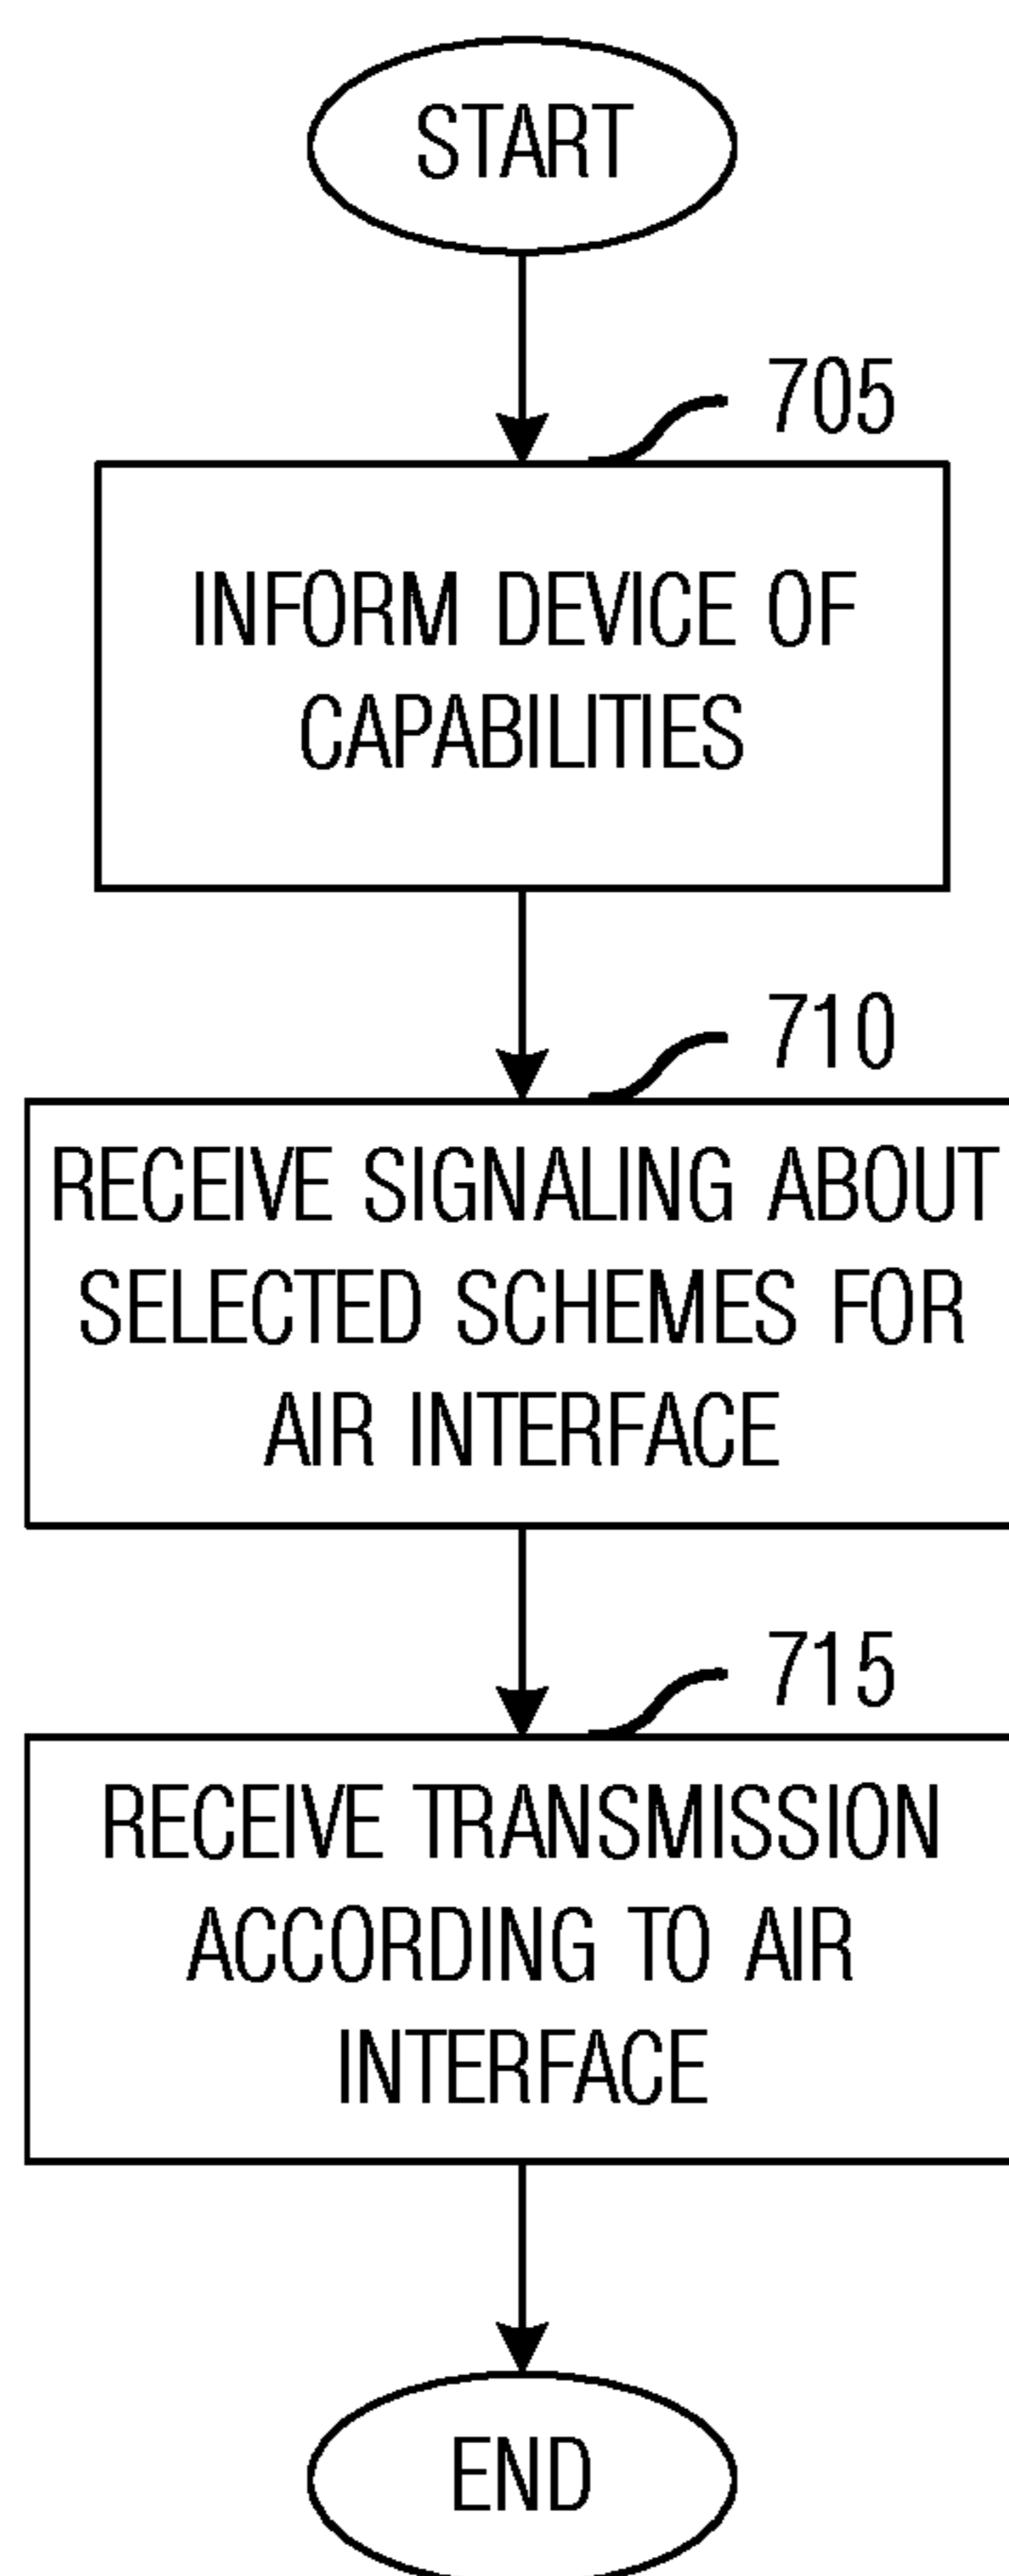 START
705
INFORM DEVICE OF
CAPABILITIES
710
RECEIVE SIGNALING ABOUT
SELECTED SCHEMES FOR
AIR INTERFACE
715
RECEIVE TRANSMISSION
ACCORDING TO AIR
INTERFACE
END